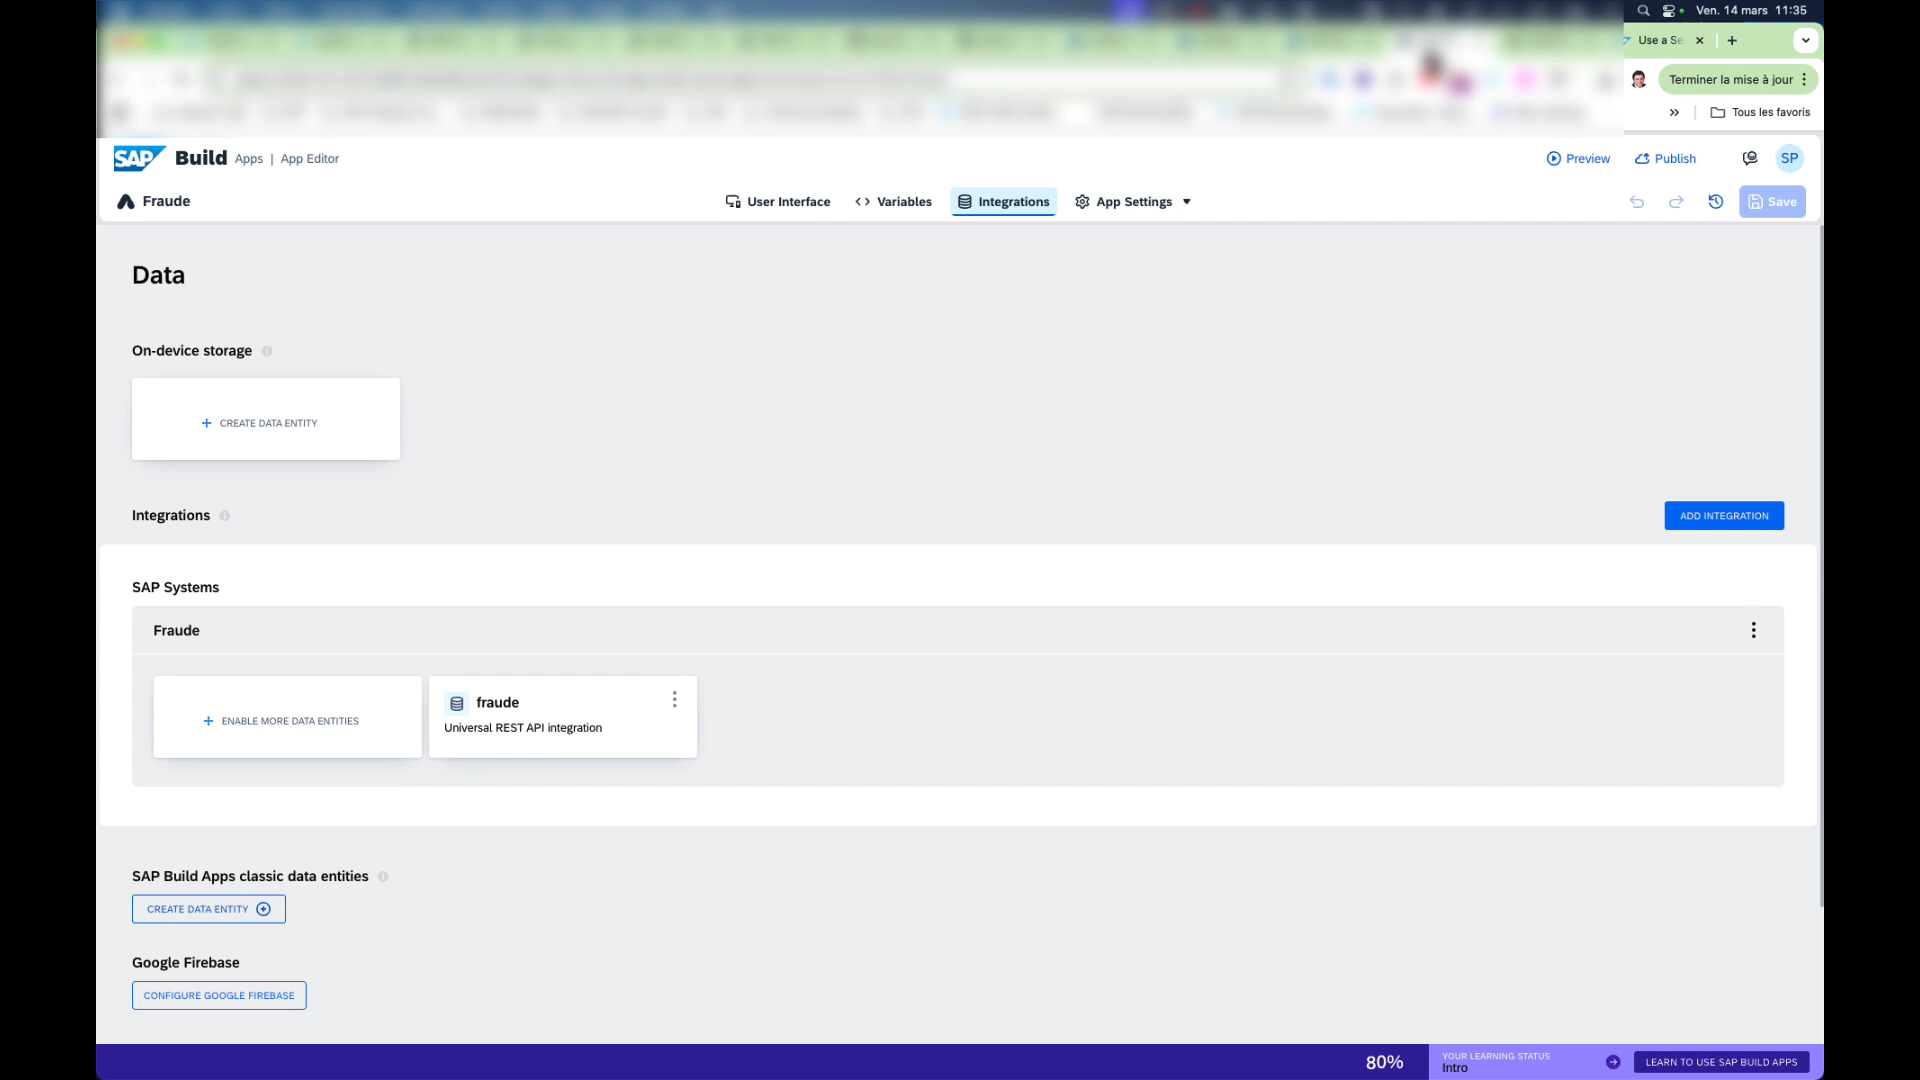 Ven. 14 mars 11:35
Use a Se
Terminer la mise à jour
Tous les favoris
SAP Build Apps | App Editor
Preview
Publish
SP
Fraude
User Interface
Variables
Integrations
App Settings
Save
Data
On-device storage
CREATE DATA ENTITY
Integrations
ADD INTEGRATION
SAP Systems
Fraude
ENABLE MORE DATA ENTITIES
fraude
Universal REST API integration
SAP Build Apps classic data entities
CREATE DATA ENTITY
Google Firebase
CONFIGURE GOOGLE FIREBASE
80%
YOUR LEARNING STATUS
Intro
LEARN TO USE SAP BUILD APPS